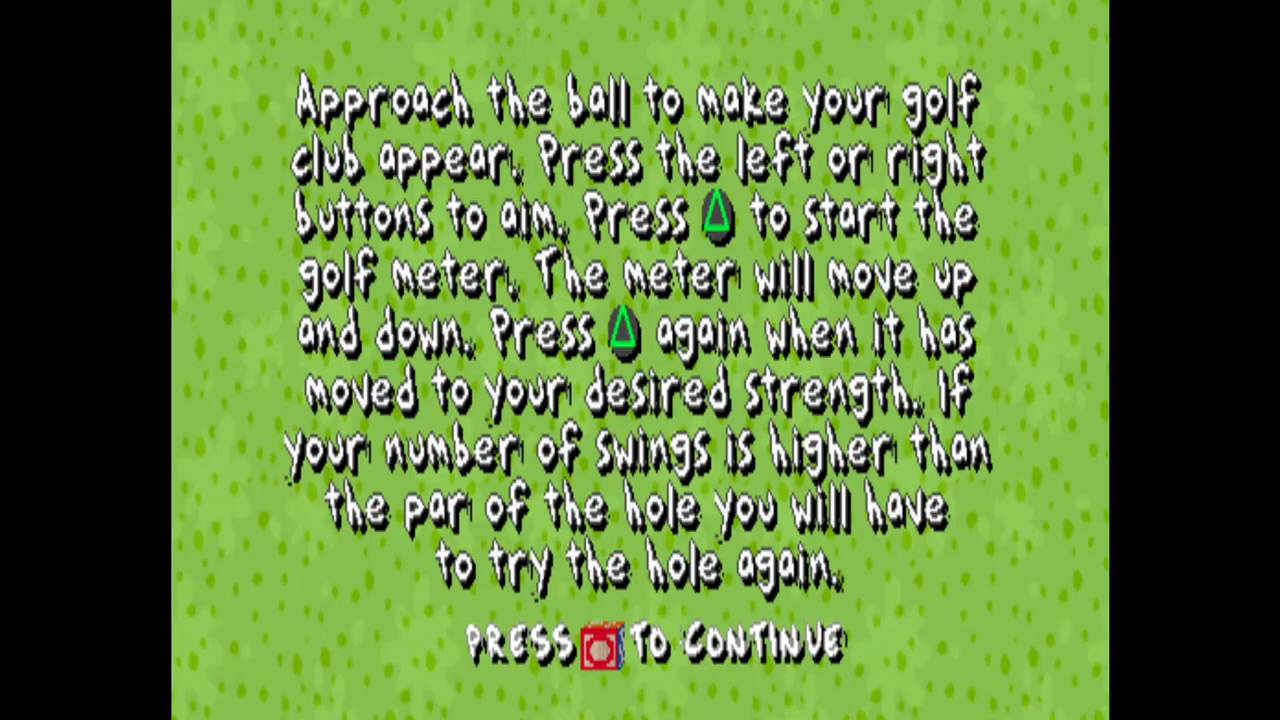 Approach the ball to make your golf
club appear. Press the left or right
buttons to aim. Press △ to start the
golf meter. The meter will move up
and down. Press △ again when it has
moved to your desired strength. If
your number of swings is higher than
the par of the hole you will have
to try the hole again.
PRESS TO CONTINUE